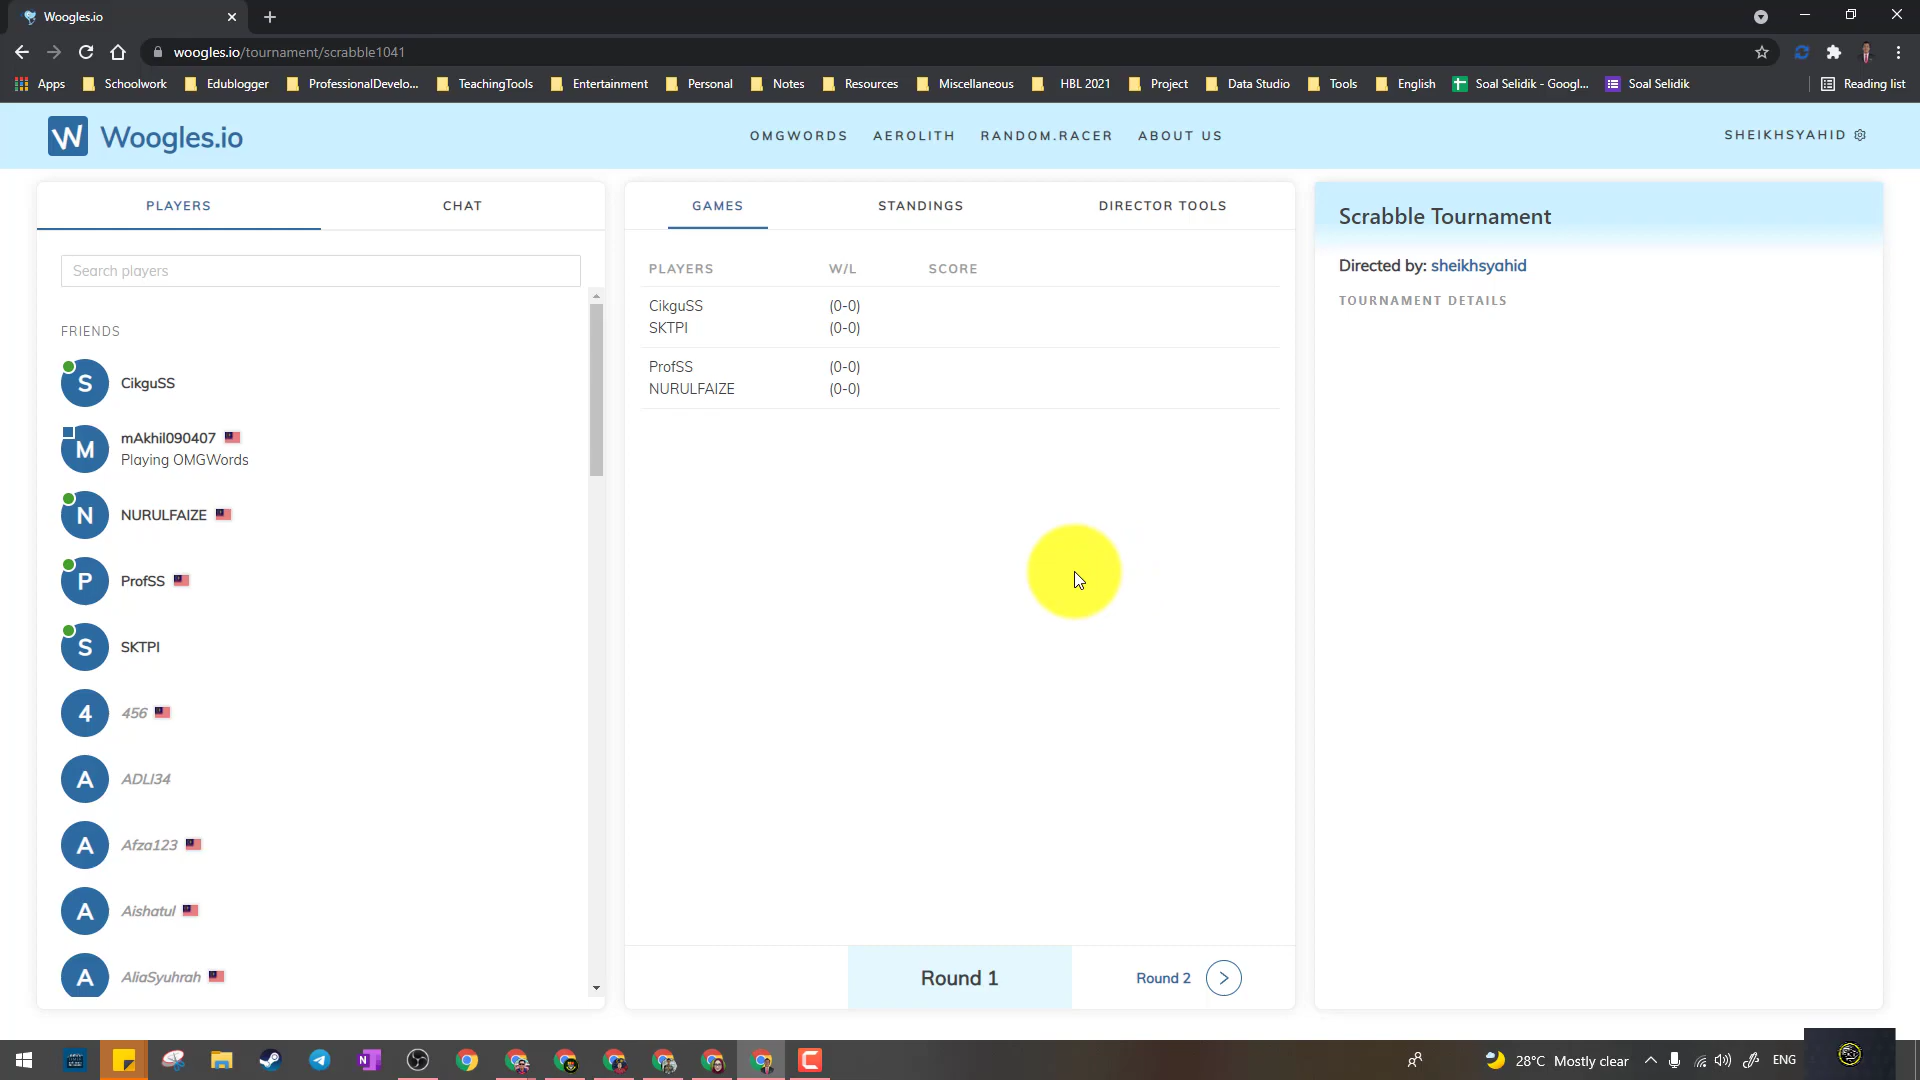 Woogles.io
woogles.io/tournament/scrabble1041
Apps Schoolwork Edublogger ProfessionalDevelo... TeachingTools Entertainment Personal Notes Resources Miscellaneous HBL 2021 Project Data Studio Tools English Soal Selidik - Googl... Soal Selidik Reading list
W Woogles.io OMGWORDS AEROLITH RANDOM.RACER ABOUT US SHEIKHSYAHID
PLAYERS CHAT
Search players
FRIENDS
S CikguSS
M mAkhil090407
Playing OMGWords
N NURULFAIZE
P ProfSS
S SKTPI
4 456
A ADLI34
A Afza123
A Aishatul
A AliaSyuhrah
GAMES STANDINGS DIRECTOR TOOLS
PLAYERS W/L SCORE
CikguSS (0-0)
SKTPI (0-0)
ProfSS (0-0)
NURULFAIZE (0-0)
Round 1 Round 2
Scrabble Tournament
Directed by: sheikhsyahid
TOURNAMENT DETAILS
28°C Mostly clear ENG